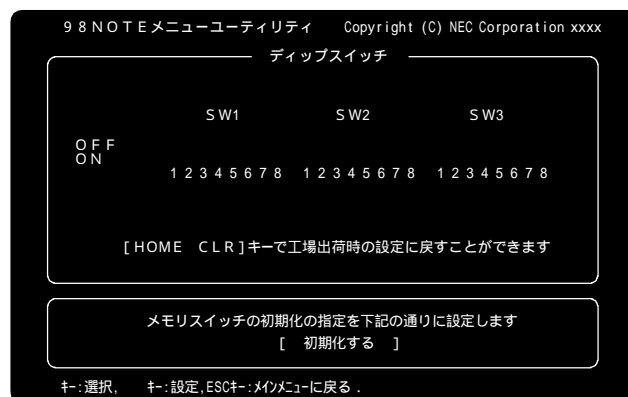 98NOTEメニューユーティリティ Copyright (C) NEC Corporation xxxx
ディップスイッチ
SW1 SW2 SW3
OFF
ON
12345678 12345678 12345678
[HOME CLR]キーで工場出荷時の設定に戻すことができます
メモリスイッチの初期化の指定を下記の通りに設定します
[ 初期化する ]
ｷｰ:選択, ｷｰ:設定,ESCｷｰ:ﾒｲﾝﾒﾆｭｰに戻る.